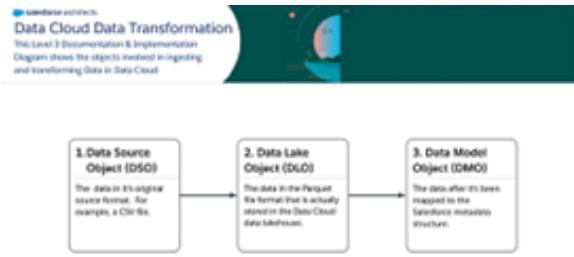 salesforce architects
Data Cloud Data Transformation
This Level 3 Documentation & Implementation
Diagram shows the objects involved in ingesting
and transforming Data in Data Cloud
1. Data Source
Object (DSO)
The data in it's original
source format. For
example, a CSV file.
2. Data Lake
Object (DLO)
The data in the Parquet
file format that is actually
stored in the Data Cloud
data lakehouse.
3. Data Model
Object (DMO)
The data after it's been
mapped to the
Salesforce metadata
structure.